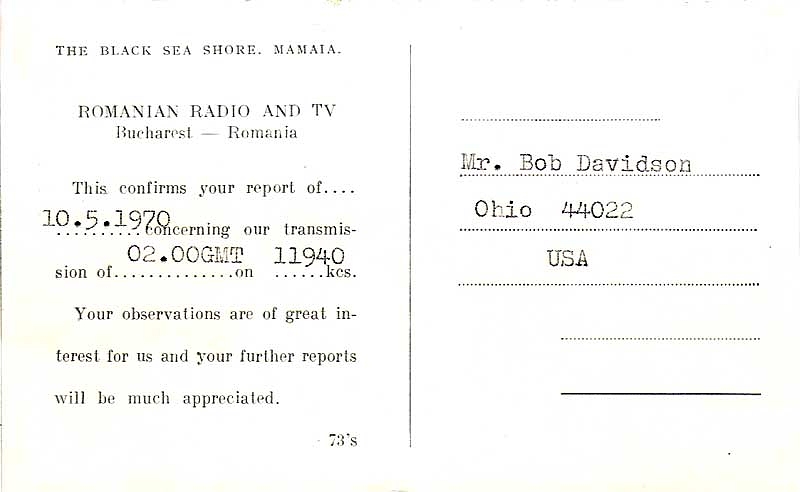 THE BLACK SEA SHORE. MAMAIA.
ROMANIAN RADIO AND TV
Bucharest — Romania
This confirms your report of....
10.5.1970
..........concerning our transmis-
02.00GMT 11940
sion of..............on ......kcs.
Your observations are of great in-
terest for us and your further reports
will be much appreciated.
73's
Mr. Bob Davidson
Ohio 44022
USA